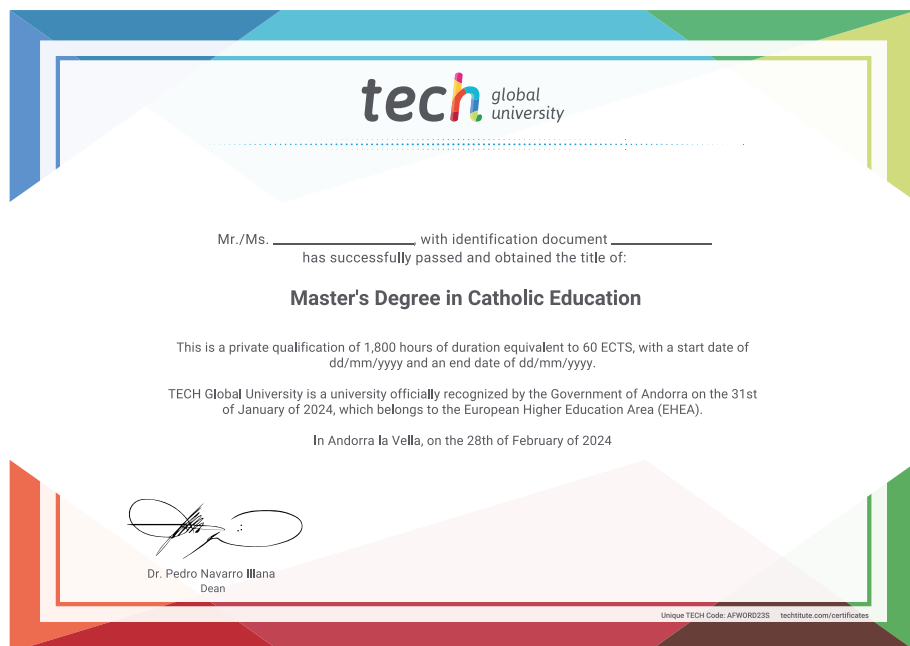 tech global
university
Mr./Ms. ____________, with identification document ____________
has successfully passed and obtained the title of:
Master's Degree in Catholic Education
This is a private qualification of 1,800 hours of duration equivalent to 60 ECTS, with a start date of
dd/mm/yyyy and an end date of dd/mm/yyyy.
TECH Global University is a university officially recognized by the Government of Andorra on the 31st
of January of 2024, which belongs to the European Higher Education Area (EHEA).
In Andorra la Vella, on the 28th of February of 2024
Dr. Pedro Navarro Illana
Dean
Unique TECH Code: AFWORD23S techtitute.com/certificates